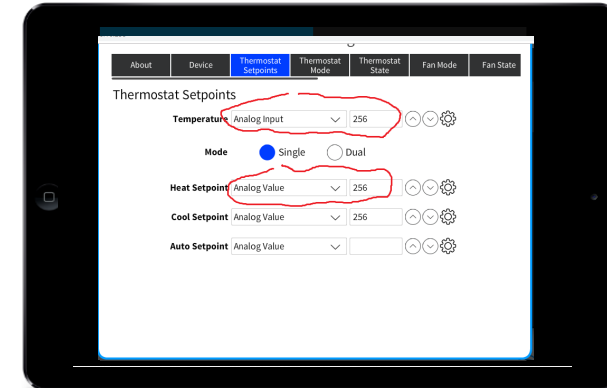 About Device Thermostat Setpoints Thermostat Mode Thermostat State Fan Mode Fan State
Thermostat Setpoints
Temperature Analog Input 256
Mode Single Dual
Heat Setpoint Analog Value 256
Cool Setpoint Analog Value 256
Auto Setpoint Analog Value